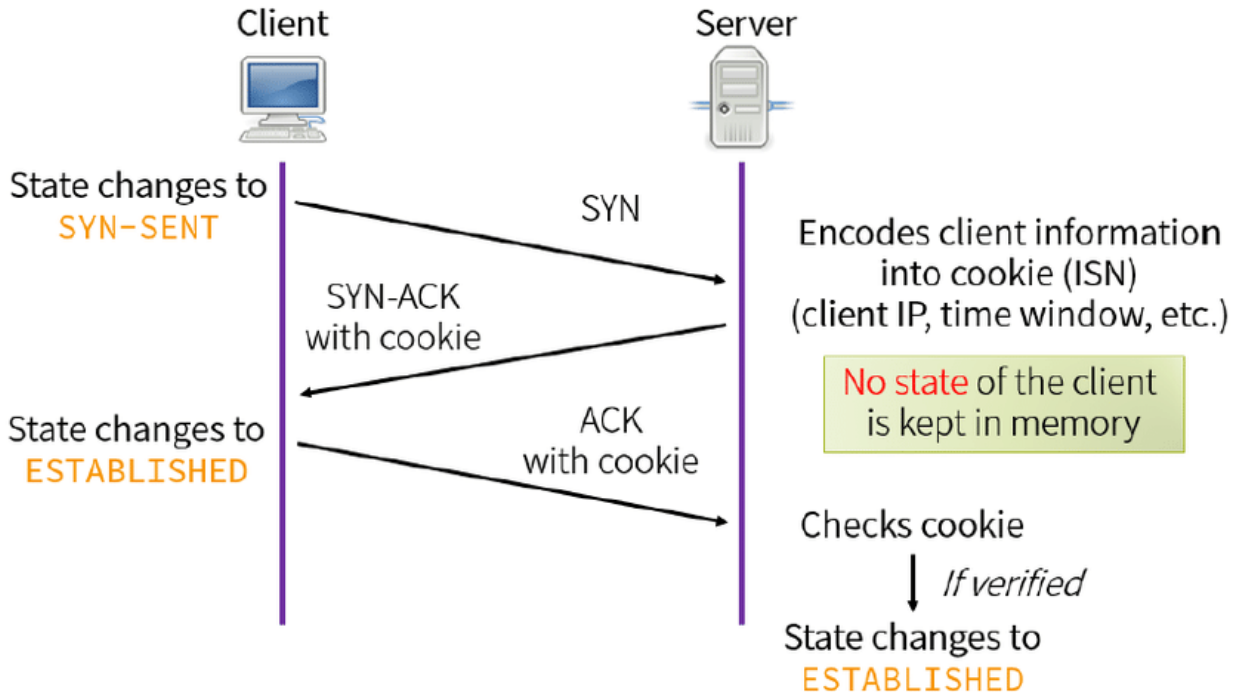 Client
Server
State changes to
SYN-SENT
SYN
Encodes client information
into cookie (ISN)
(client IP, time window, etc.)
SYN-ACK
with cookie
No state of the client
is kept in memory
State changes to
ESTABLISHED
ACK
with cookie
Checks cookie
If verified
State changes to
ESTABLISHED